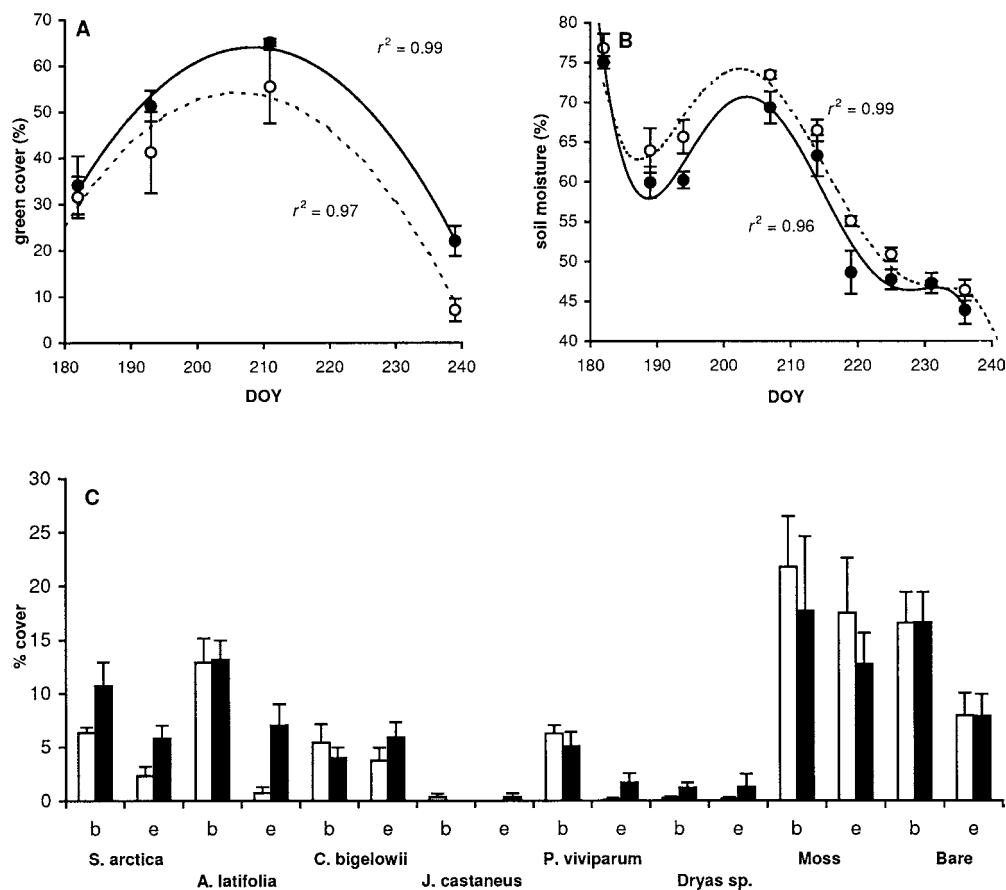 A
70
60
50
40
30
20
10
0
green cover (%)
r² = 0.99
r² = 0.97
180 190 200 210 220 230 240
DOY
B
80
75
70
65
60
55
50
45
40
soil moisture (%)
r² = 0.99
r² = 0.96
180 190 200 210 220 230 240
DOY
C
30
25
20
15
10
5
0
% cover
b e b e b e b e b e b e b e b e
S. arctica C. bigelowii P. viviparum Moss Bare
A. latifolia J. castaneus Dryas sp.